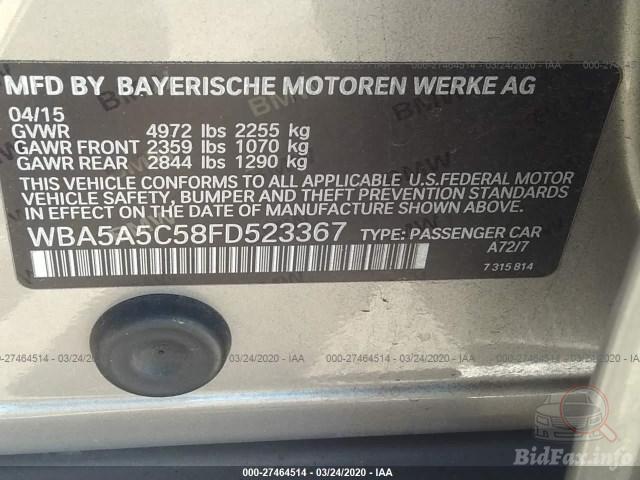 MFD BY BAYERISCHE MOTOREN WERKE AG
04/15
GVWR 4972 lbs 2255 kg
GAWR FRONT 2359 lbs 1070 kg
GAWR REAR 2844 lbs 1290 kg
THIS VEHICLE CONFORMS TO ALL APPLICABLE U.S.FEDERAL MOTOR
VEHICLE SAFETY, BUMPER AND THEFT PREVENTION STANDARDS
IN EFFECT ON THE DATE OF MANUFACTURE SHOWN ABOVE.
WBA5A5C58FD523367 TYPE: PASSENGER CAR
A72/7
7 315 814
000-27464514 - 03/24/2020 - IAA
BidFax.info
000-27464514 - 03/24/2020 - IAA